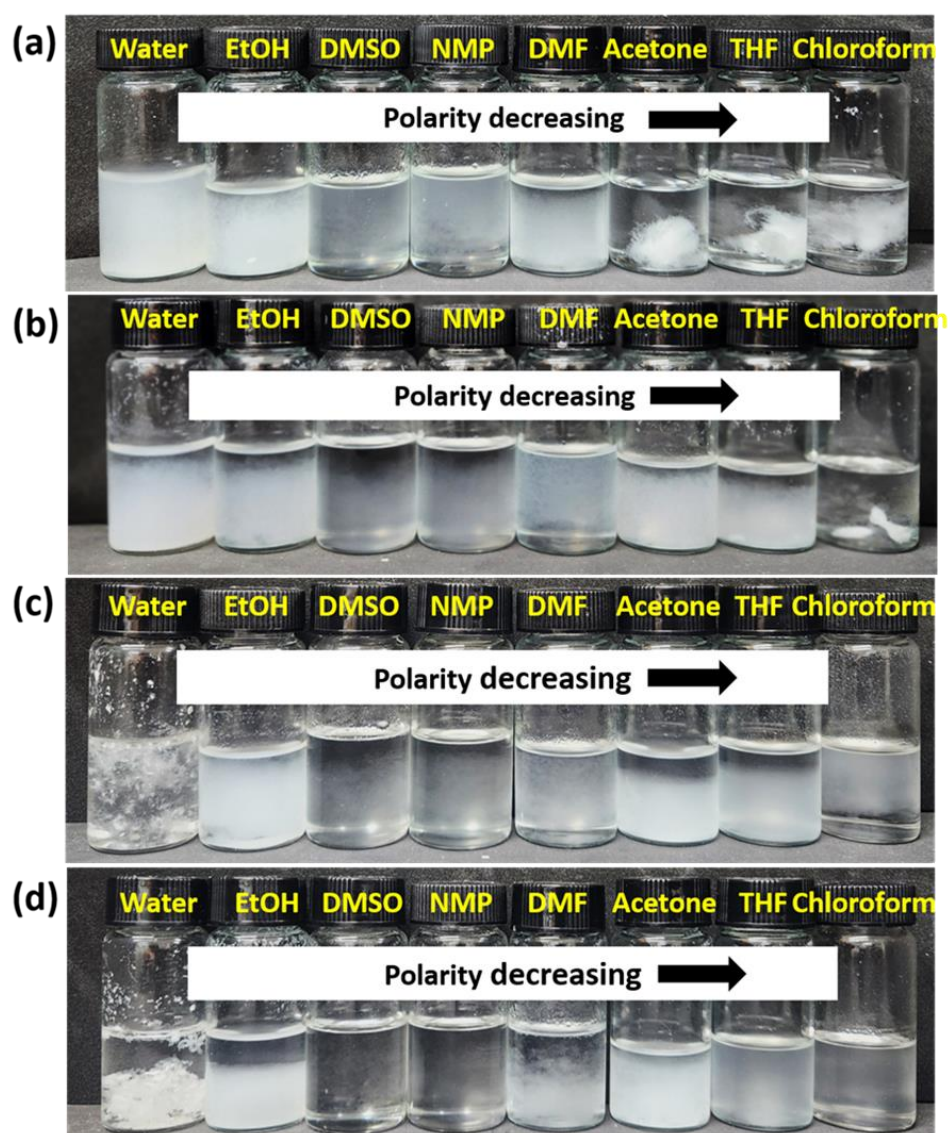 (a)
Water EtOH DMSO NMP DMF Acetone THF Chloroform
Polarity decreasing
(b)
Water EtOH DMSO NMP DMF Acetone THF Chloroform
Polarity decreasing
(c)
Water EtOH DMSO NMP DMF Acetone THF Chloroform
Polarity decreasing
(d)
Water EtOH DMSO NMP DMF Acetone THF Chloroform
Polarity decreasing